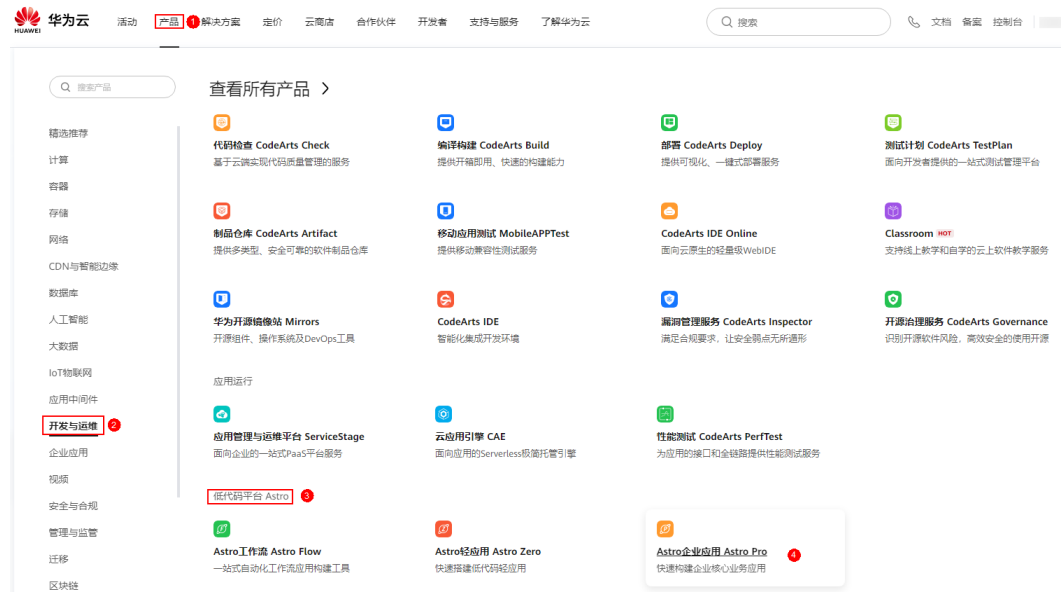 华为云 活动 产品 1 解决方案 定价 云商店 合作伙伴 开发者 支持与服务 了解华为云 搜索 文档 备案 控制台
HUAWEI
搜索产品
查看所有产品
精选推荐
计算
容器
存储
网络
CDN与智能边缘
数据库
人工智能
大数据
IoT物联网
应用中间件
开发与运维 2
企业应用
视频
安全与合规
管理与监管
迁移
区块链
代码检查 CodeArts Check
基于云端实现代码质量管理的服务
编译构建 CodeArts Build
提供开箱即用、快速的构建能力
部署 CodeArts Deploy
提供可视化、一键式部署服务
测试计划 CodeArts TestPlan
面向开发者提供的一站式测试管理平台
制品仓库 CodeArts Artifact
提供多类型、安全可靠的软件制品仓库
移动应用测试 MobileAPPTest
提供移动兼容性测试服务
CodeArts IDE Online
面向云原生的轻量级WebIDE
Classroom HOT
支持线上教学和自学的云上软件教学服务
华为开源镜像站 Mirrors
开源组件、操作系统及DevOps工具
CodeArts IDE
智能化集成开发环境
漏洞管理服务 CodeArts Inspector
满足合规要求，让安全弱点无所遁形
开源治理服务 CodeArts Governance
识别开源软件风险，高效安全的使用开源
应用运行
应用管理与运维平台 ServiceStage
面向企业的一站式PaaS平台服务
云应用引擎 CAE
面向应用的Serverless极简托管引擎
性能测试 CodeArts PerfTest
为应用的接口和全链路提供性能测试服务
低代码平台 Astro 3
Astro工作流 Astro Flow
一站式自动化工作流应用构建工具
Astro轻应用 Astro Zero
快速搭建低代码轻应用
Astro企业应用 Astro Pro 4
快速构建企业核心业务应用